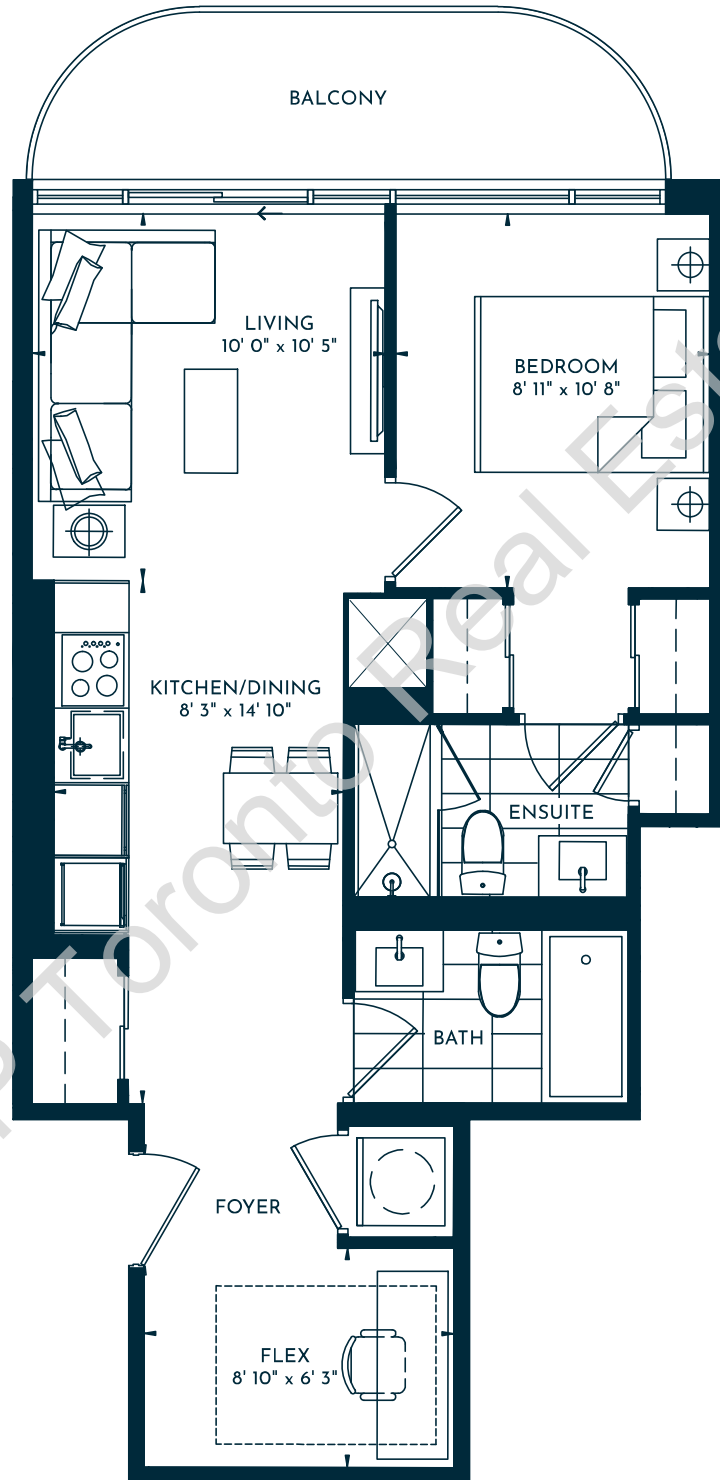 BALCONY
LIVING
10' 0" x 10' 5"
BEDROOM
8' 11" x 10' 8"
KITCHEN/DINING
8' 3" x 14' 10"
ENSUITE
BATH
FOYER
FLEX
8' 10" x 6' 3"
Toronto Real